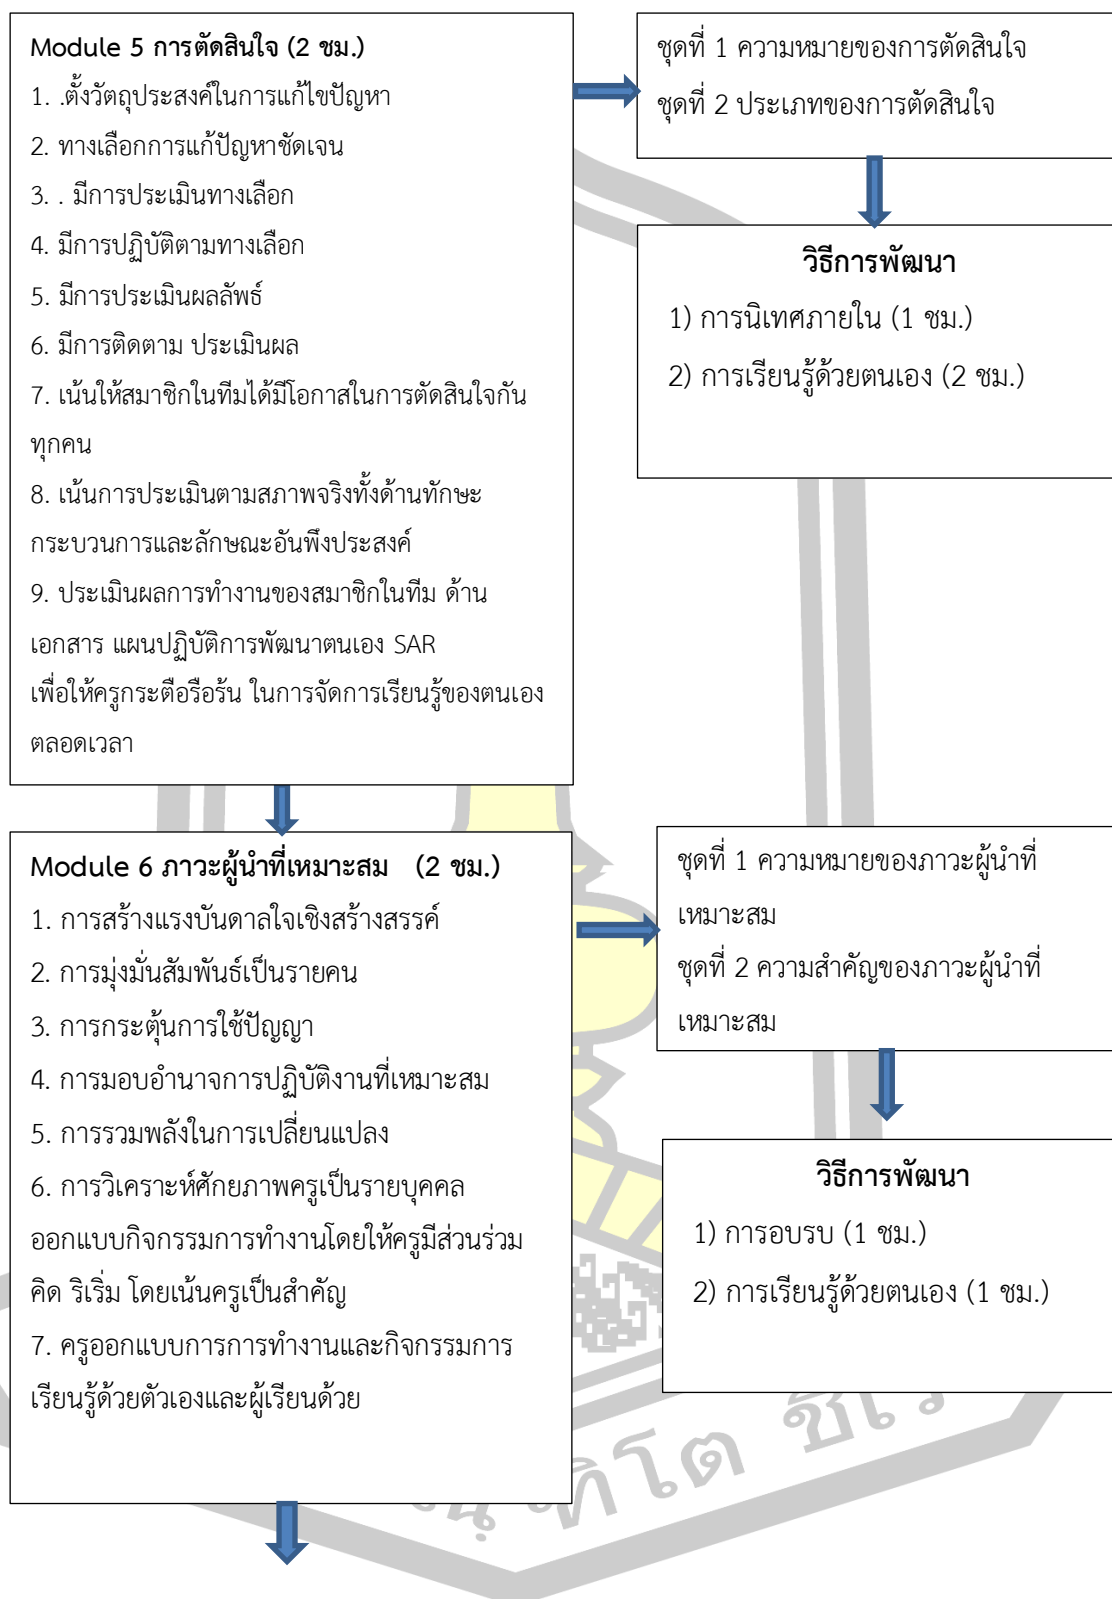 Module 5 การตัดสินใจ (2 ชม.)
1. .ตั้งวัตถุประสงค์ในการแก้ไขปัญหา
2. ทางเลือกการแก้ปัญหาชัดเจน
3. . มีการประเมินทางเลือก
4. มีการปฏิบัติตามทางเลือก
5. มีการประเมินผลลัพธ์
6. มีการติดตาม ประเมินผล
7. เน้นให้สมาชิกในทีมได้มีโอกาสในการตัดสินใจกัน
ทุกคน
8. เน้นการประเมินตามสภาพจริงทั้งด้านทักษะ
กระบวนการและลักษณะอันพึงประสงค์
9. ประเมินผลการทำงานของสมาชิกในทีม ด้าน
เอกสาร แผนปฏิบัติการพัฒนาตนเอง SAR
เพื่อให้ครูกระตือรือร้น ในการจัดการเรียนรู้ของตนเอง
ตลอดเวลา
ชุดที่ 1 ความหมายของการตัดสินใจ
ชุดที่ 2 ประเภทของการตัดสินใจ
วิธีการพัฒนา
1) การนิเทศภายใน (1 ชม.)
2) การเรียนรู้ด้วยตนเอง (2 ชม.)
Module 6 ภาวะผู้นำที่เหมาะสม (2 ชม.)
1. การสร้างแรงบันดาลใจเชิงสร้างสรรค์
2. การมุ่งมั่นสัมพันธ์เป็นรายคน
3. การกระตุ้นการใช้ปัญญา
4. การมอบอำนาจการปฏิบัติงานที่เหมาะสม
5. การรวมพลังในการเปลี่ยนแปลง
6. การวิเคราะห์ศักยภาพครูเป็นรายบุคคล
ออกแบบกิจกรรมการทำงานโดยให้ครูมีส่วนร่วม
คิด ริเริ่ม โดยเน้นครูเป็นสำคัญ
7. ครูออกแบบการการทำงานและกิจกรรมการ
เรียนรู้ด้วยตัวเองและผู้เรียนด้วย
ชุดที่ 1 ความหมายของภาวะผู้นำที่
เหมาะสม
ชุดที่ 2 ความสำคัญของภาวะผู้นำที่
เหมาะสม
วิธีการพัฒนา
1) การอบรบ (1 ชม.)
2) การเรียนรู้ด้วยตนเอง (1 ชม.)
ทิโต